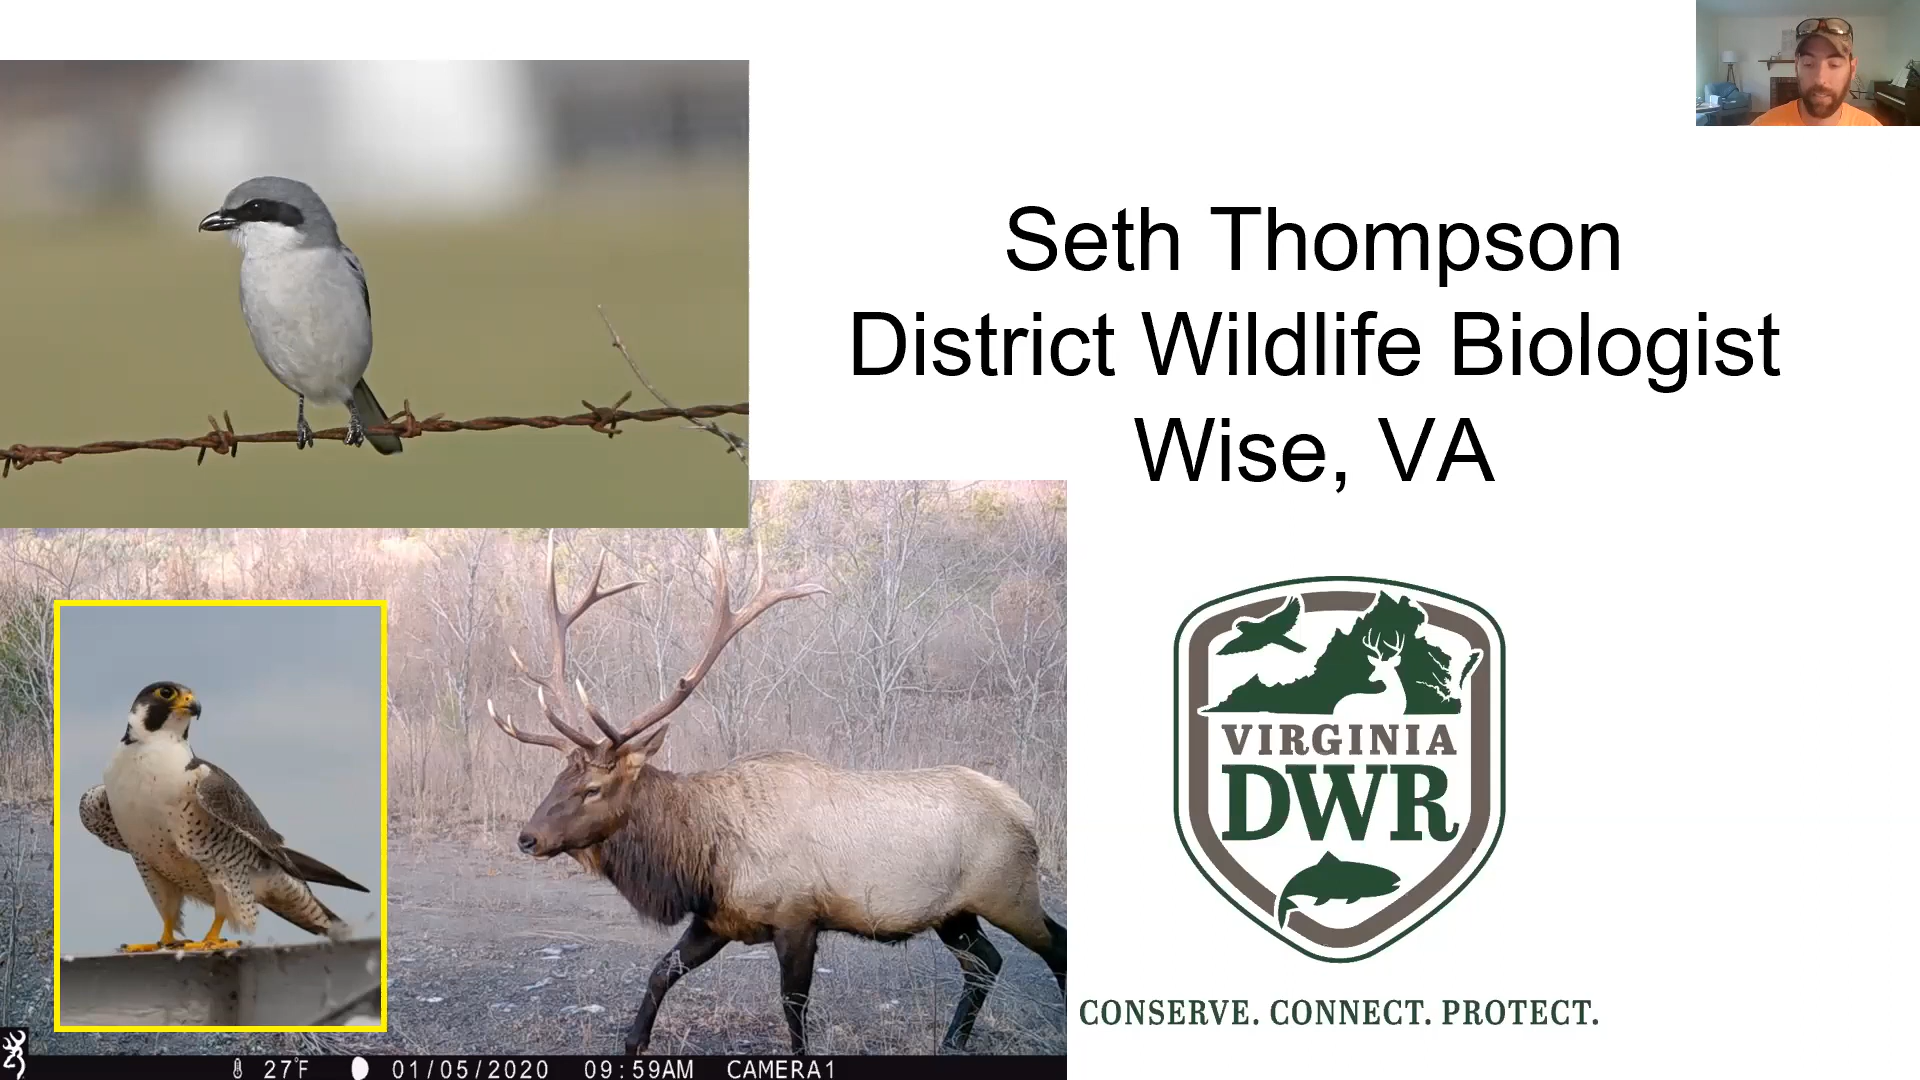 Seth Thompson
District Wildlife Biologist
Wise, VA
VIRGINIA
DWR
CONSERVE. CONNECT. PROTECT.
27°F 01/05/2020 09:59AM CAMERA1